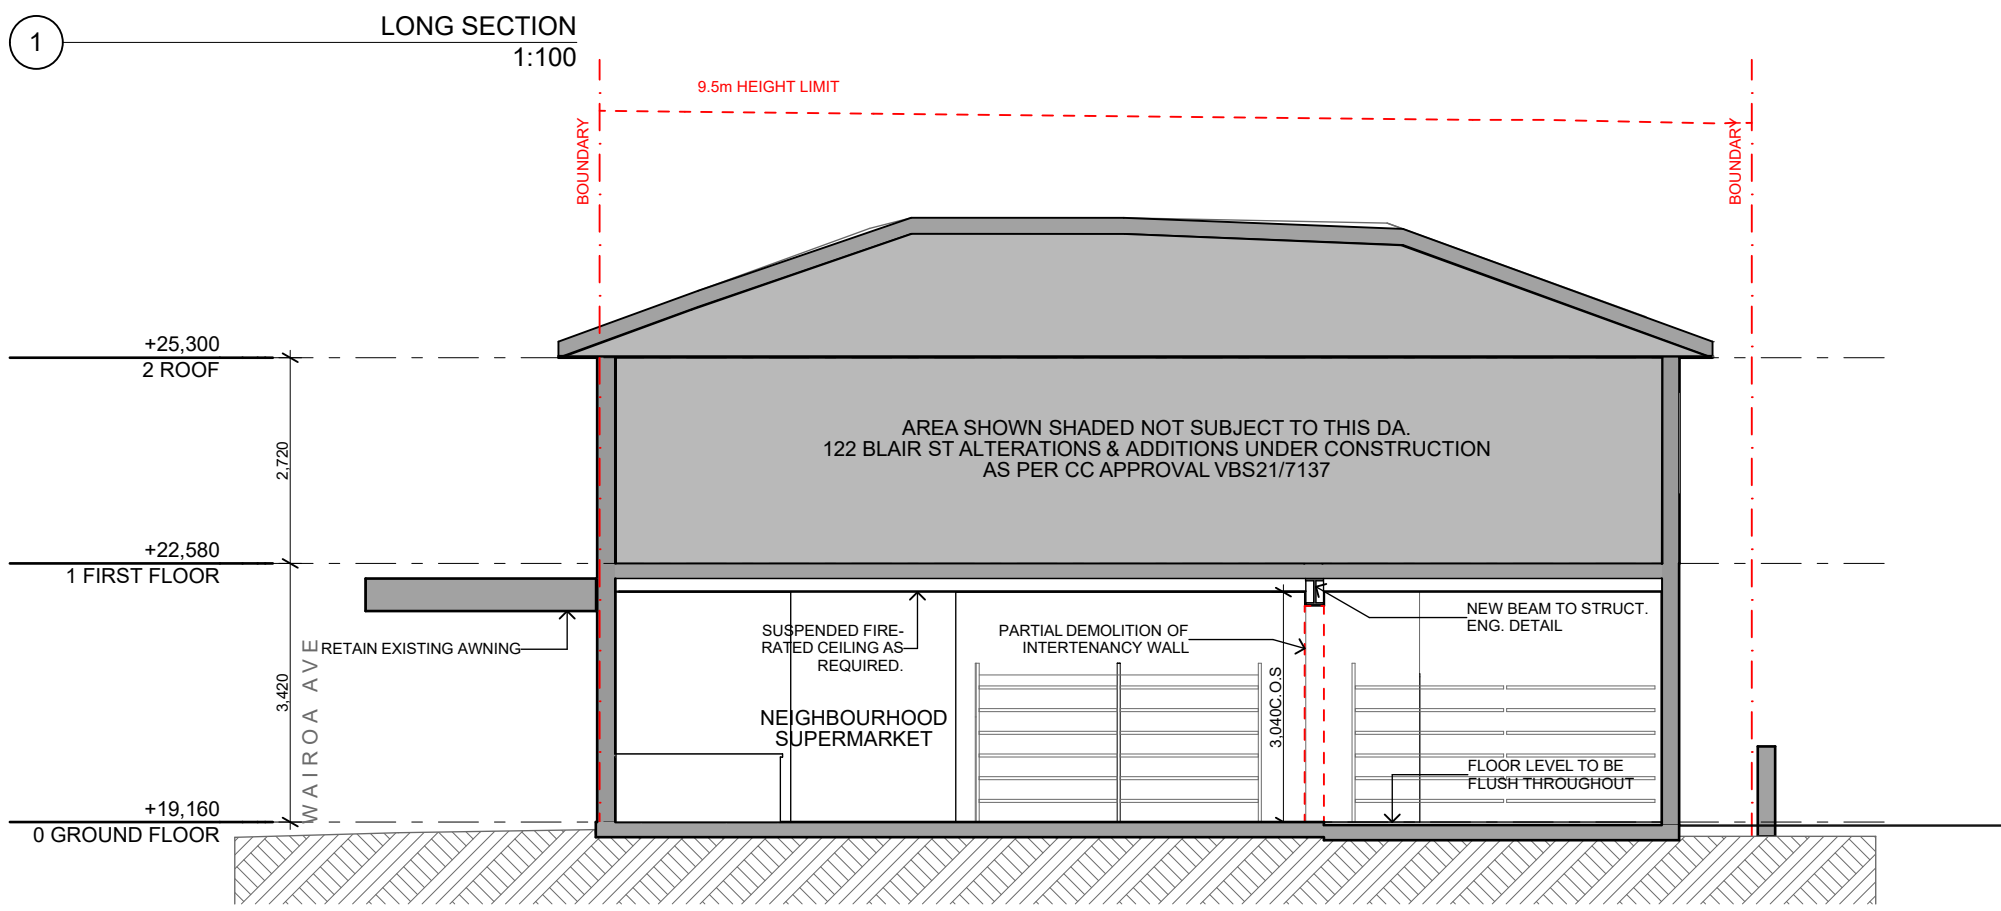 1
LONG SECTION
1:100
9.5m HEIGHT LIMIT
BOUNDARY
BOUNDARY
+25,300
2 ROOF
2,720
AREA SHOWN SHADED NOT SUBJECT TO THIS DA.
122 BLAIR ST ALTERATIONS & ADDITIONS UNDER CONSTRUCTION
AS PER CC APPROVAL VBS21/7137
+22,580
1 FIRST FLOOR
3,420
WAIROA AVE
RETAIN EXISTING AWNING
SUSPENDED FIRE-
RATED CEILING AS
REQUIRED.
PARTIAL DEMOLITION OF
INTERTENANCY WALL
NEW BEAM TO STRUCT.
ENG. DETAIL
3,040C.O.S
NEIGHBOURHOOD
SUPERMARKET
FLOOR LEVEL TO BE
FLUSH THROUGHOUT
+19,160
0 GROUND FLOOR